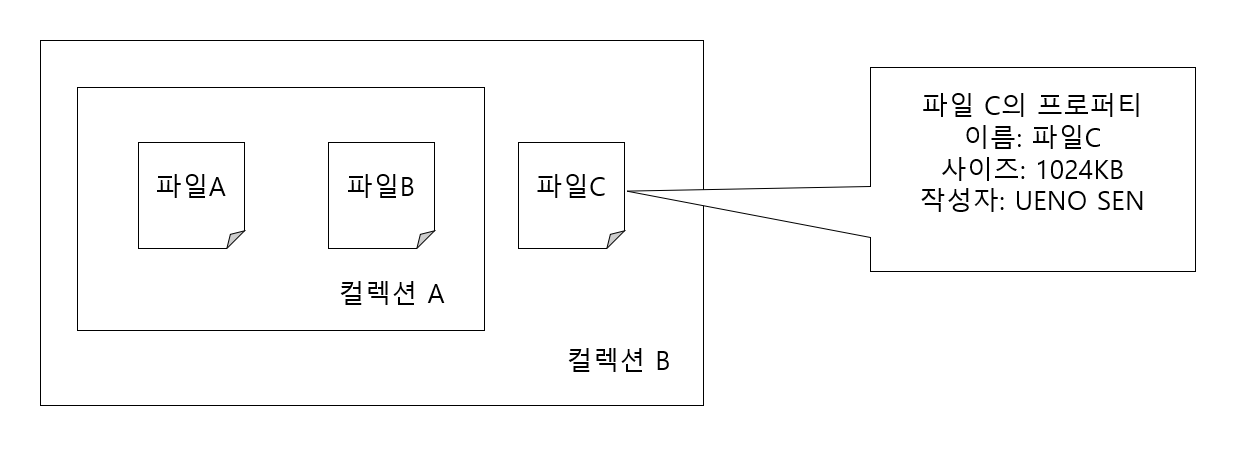 파일A
파일B
파일C
컬렉션 A
컬렉션 B
파일 C의 프로퍼티
이름: 파일C
사이즈: 1024KB
작성자: UENO SEN